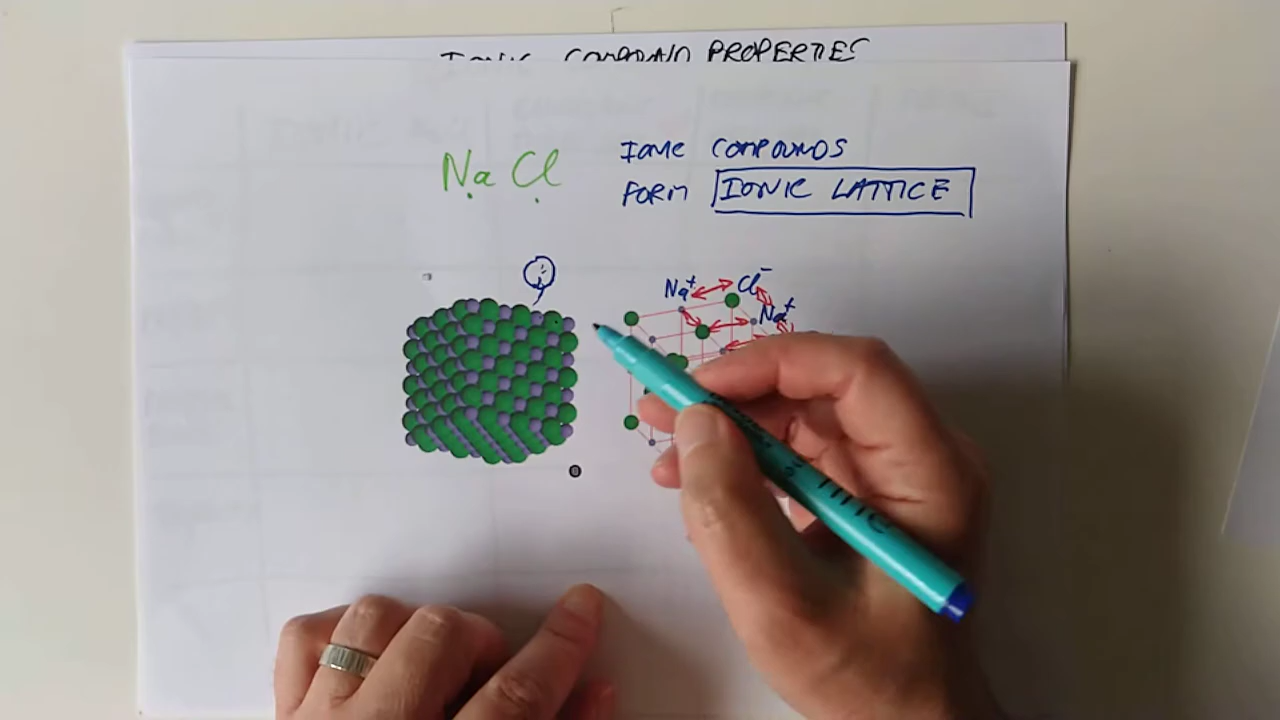 IONIC COMPOUND PROPERTIES
NaCl
IONIC COMPOUNDS
FORM IONIC LATTICE
Na+ Cl-
Na+